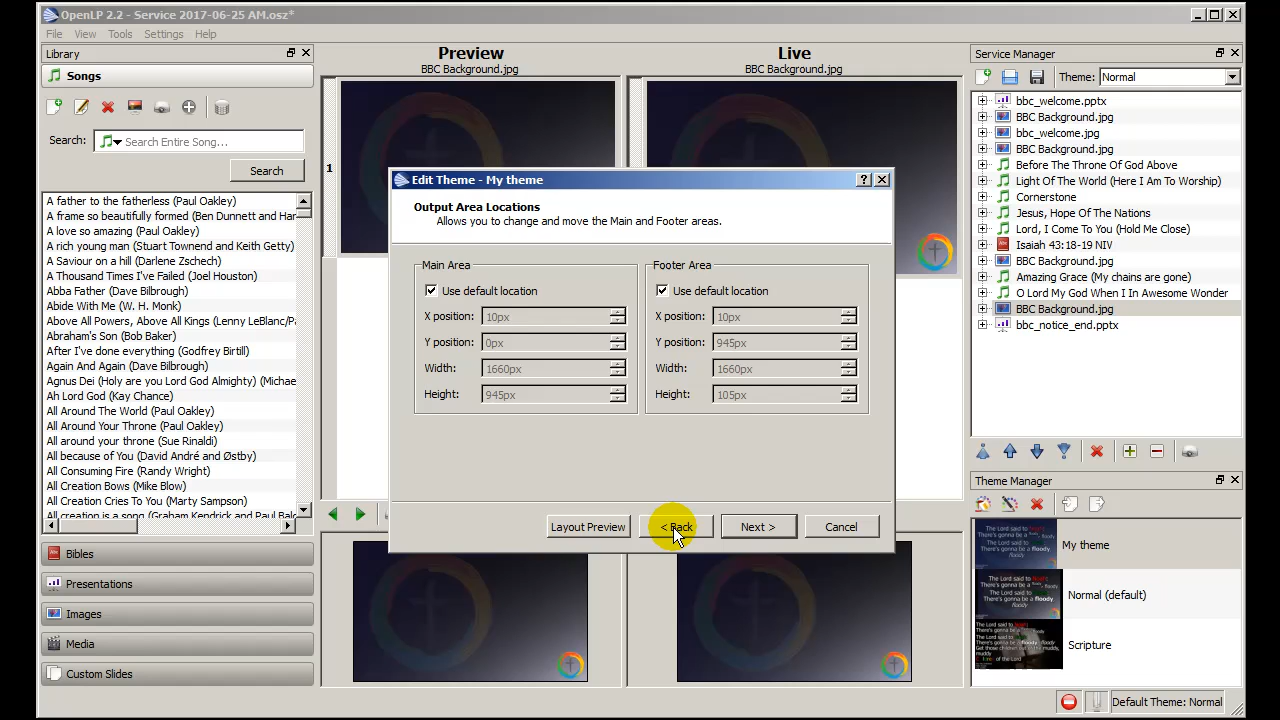 OpenLP 2.2 - Service 2017-06-25 AM.osz*
File View Tools Settings Help
Library
Songs
Search: Search Entire Song...
Search
A father to the fatherless (Paul Oakley)
A frame so beautifully formed (Ben Dunnett and Har
A love so amazing (Paul Oakley)
A rich young man (Stuart Townend and Keith Getty)
A Saviour on a hill (Darlene Zschech)
A Thousand Times I've Failed (Joel Houston)
Abba Father (Dave Bilbrough)
Abide With Me (W. H. Monk)
Above All Powers, Above All Kings (Lenny LeBlanc/P
Abraham's Son (Bob Baker)
After I've done everything (Godfrey Birtill)
Again And Again (Dave Bilbrough)
Agnus Dei (Holy are you Lord God Almighty) (Michae
Ah Lord God (Kay Chance)
All Around The World (Paul Oakley)
All Around Your Throne (Paul Oakley)
All around your throne (Sue Rinaldi)
All because of You (David André and Østby)
All Consuming Fire (Randy Wright)
All Creation Bows (Mike Blow)
All Creation Cries To You (Marty Sampson)
All creation is a song (Graham Kendrick and Paul Bal
Bibles
Presentations
Images
Media
Custom Slides
Preview
BBC Background.jpg
1
Live
BBC Background.jpg
Edit Theme - My theme
Output Area Locations
Allows you to change and move the Main and Footer areas.
Main Area
Use default location
X position: 10px
Y position: 0px
Width: 1660px
Height: 945px
Footer Area
Use default location
X position: 10px
Y position: 945px
Width: 1660px
Height: 105px
Layout Preview
< Back
Next >
Cancel
Service Manager
Theme: Normal
bbc_welcome.pptx
BBC Background.jpg
bbc_welcome.jpg
BBC Background.jpg
Before The Throne Of God Above
Light Of The World (Here I Am To Worship)
Cornerstone
Jesus, Hope Of The Nations
Lord, I Come To You (Hold Me Close)
Isaiah 43:18-19 NIV
BBC Background.jpg
Amazing Grace (My chains are gone)
O Lord My God When I In Awesome Wonder
BBC Background.jpg
bbc_notice_end.pptx
Theme Manager
My theme
Normal (default)
Scripture
Default Theme: Normal